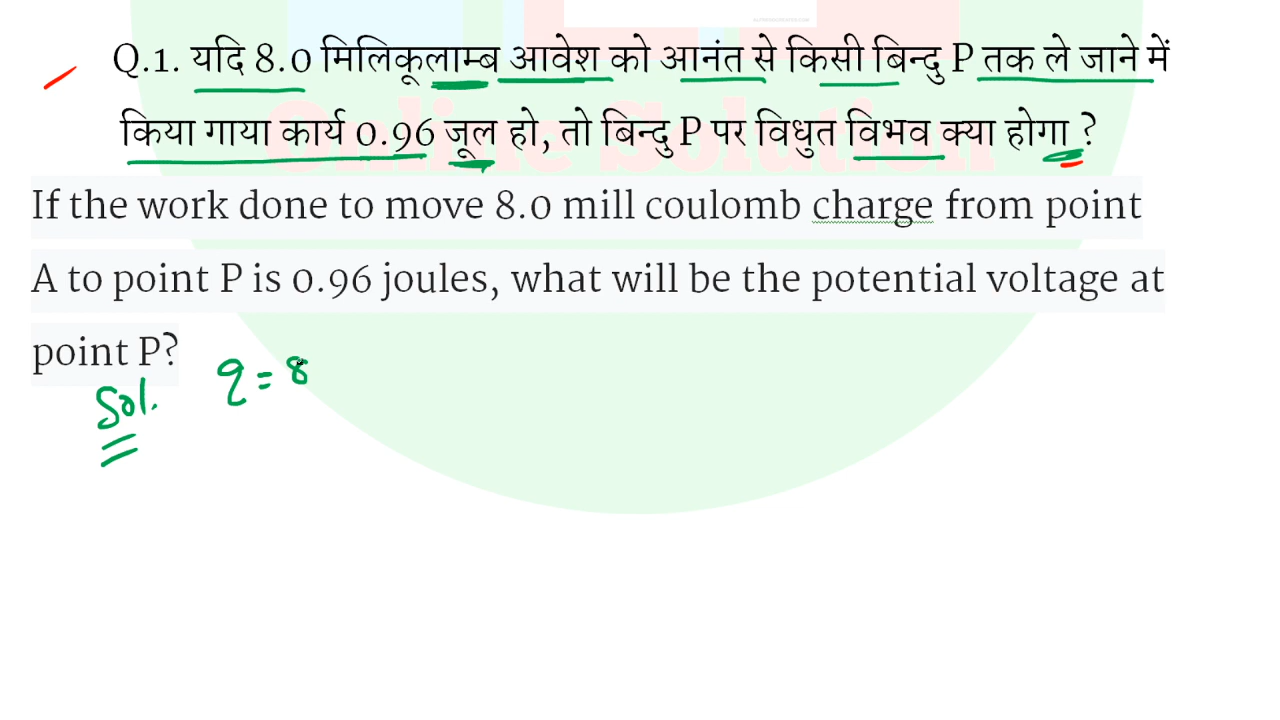 Q.1. यदि 8.0 मिलिकूलाम्ब आवेश को आनंत से किसी बिन्दु P तक ले जाने में
किया गाया कार्य 0.96 जूल हो, तो बिन्दु P पर विधुत विभव क्या होगा ?
If the work done to move 8.0 mill coulomb charge from point
A to point P is 0.96 joules, what will be the potential voltage at
point P?
Sol. q = 8
Online Solution